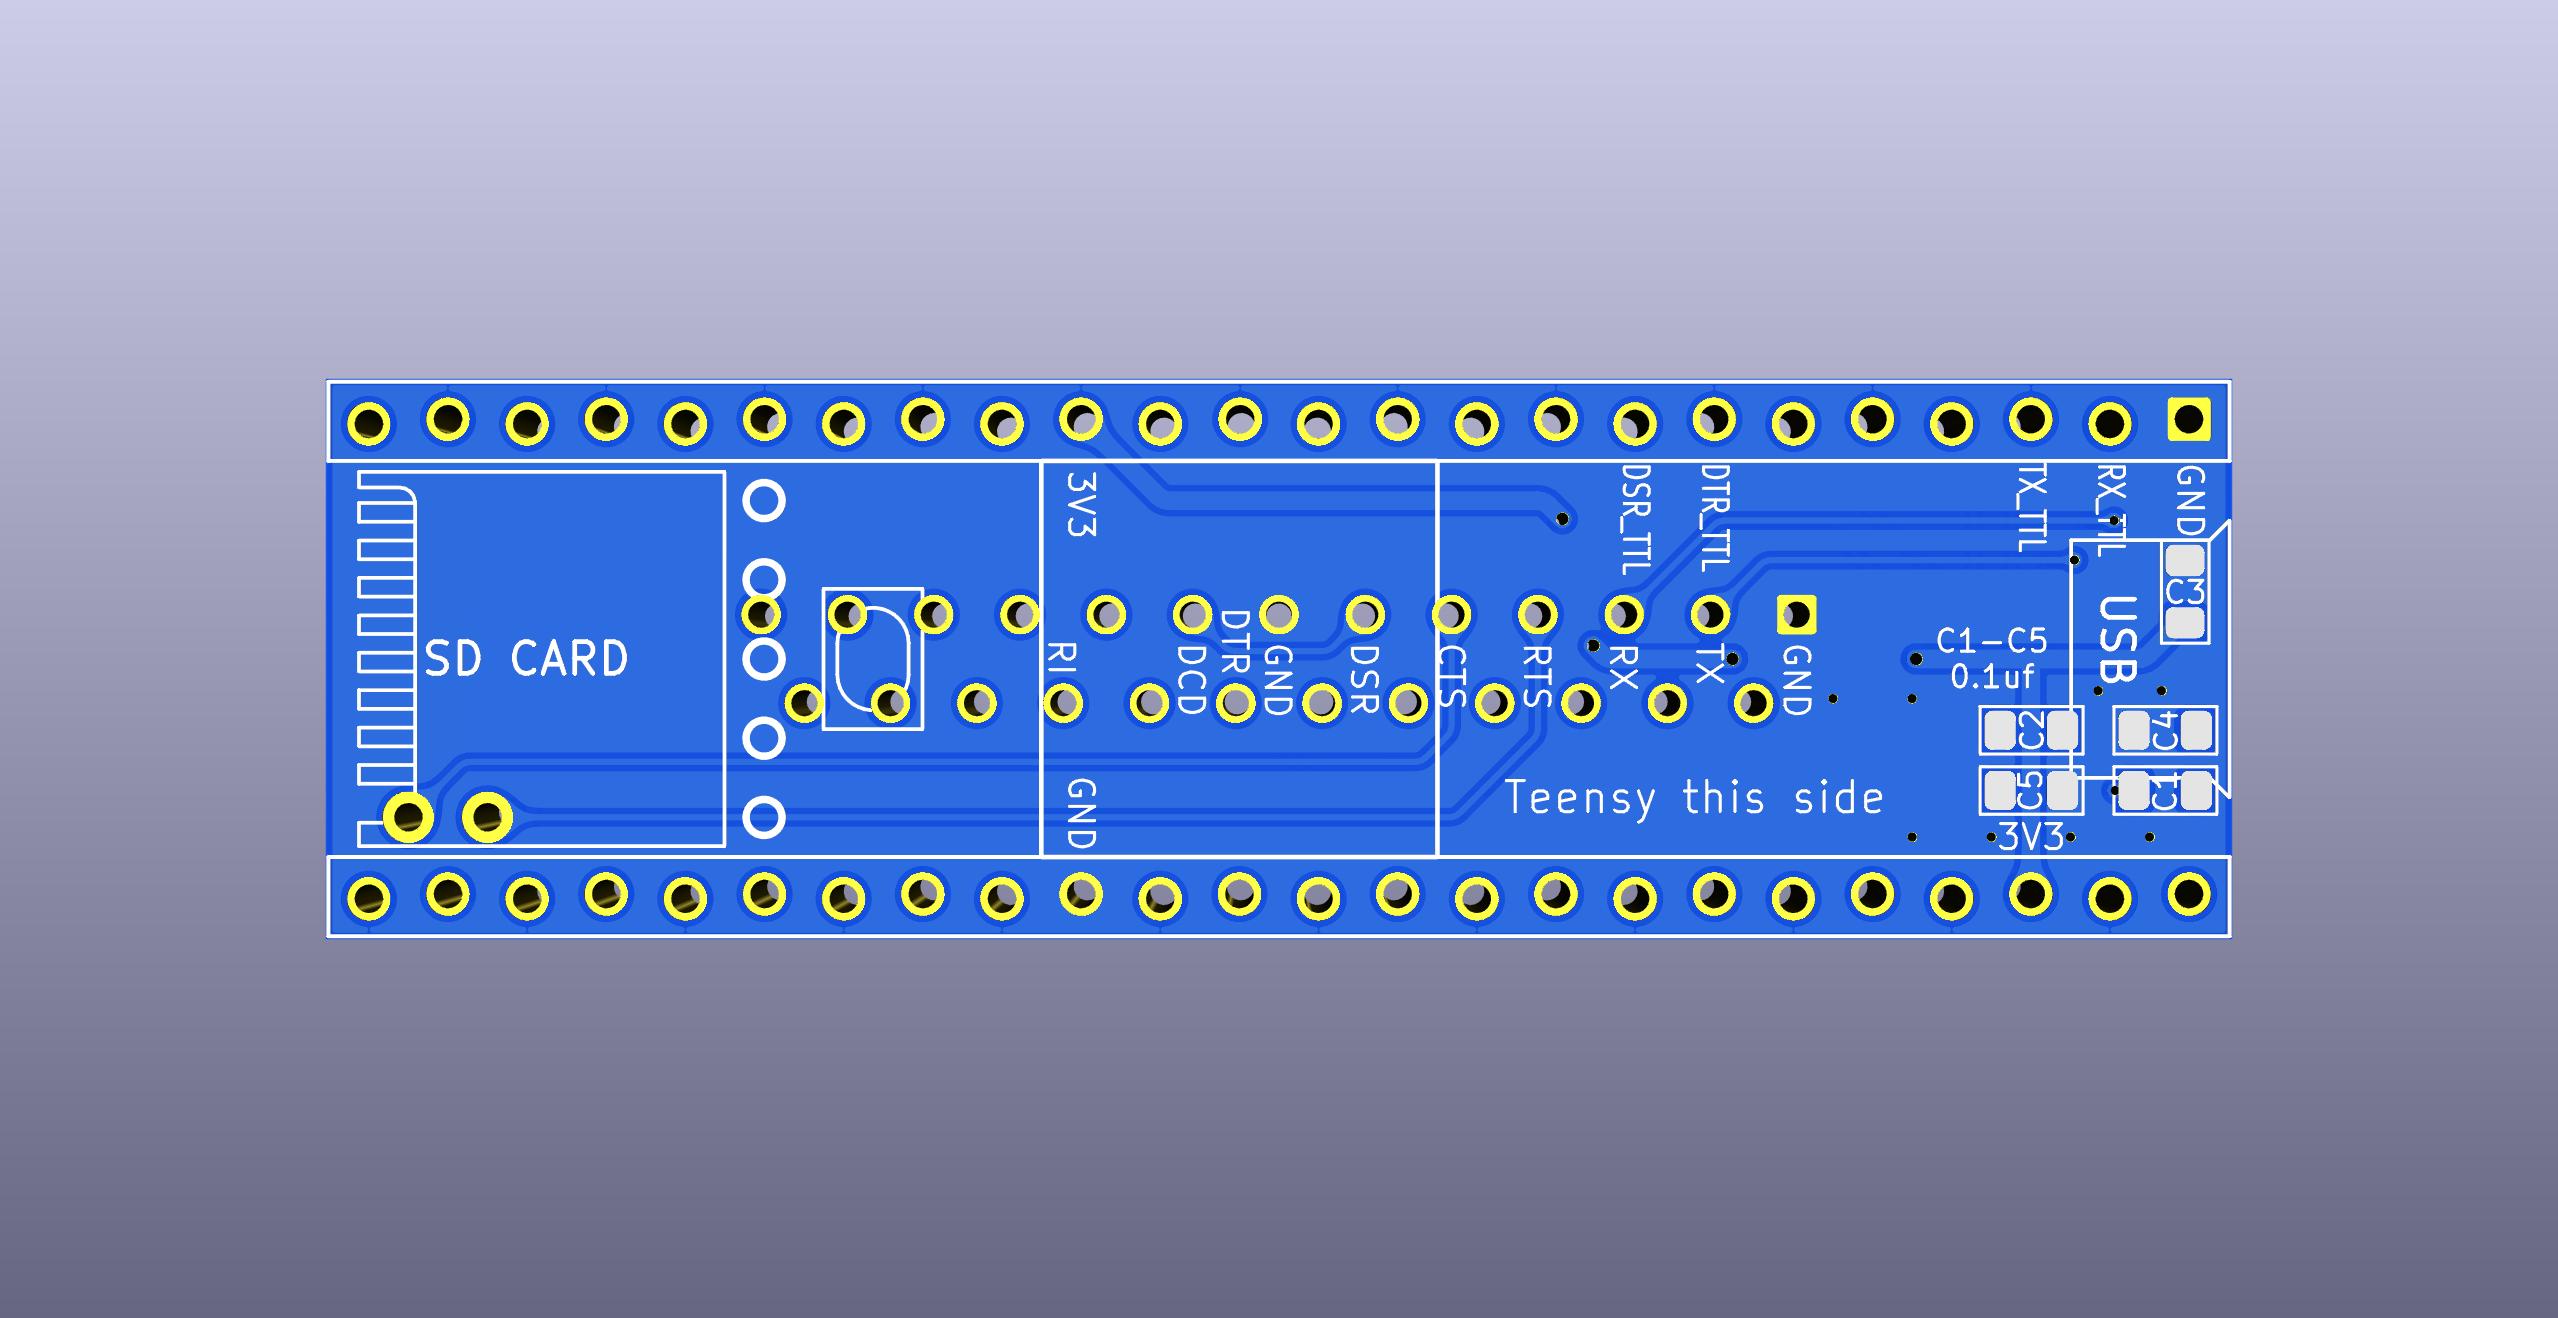 3V3
DSR_TTL
DTR_TTL
TX_TTL
RX_TTL
GND
SD CARD
RI
DCD
DTR
GND
DSR
CTS
RTS
RX
TX
GND
C1-C5
0.1uf
USB
C3
C2
C4
GND
Teensy this side
C5
C1
3V3